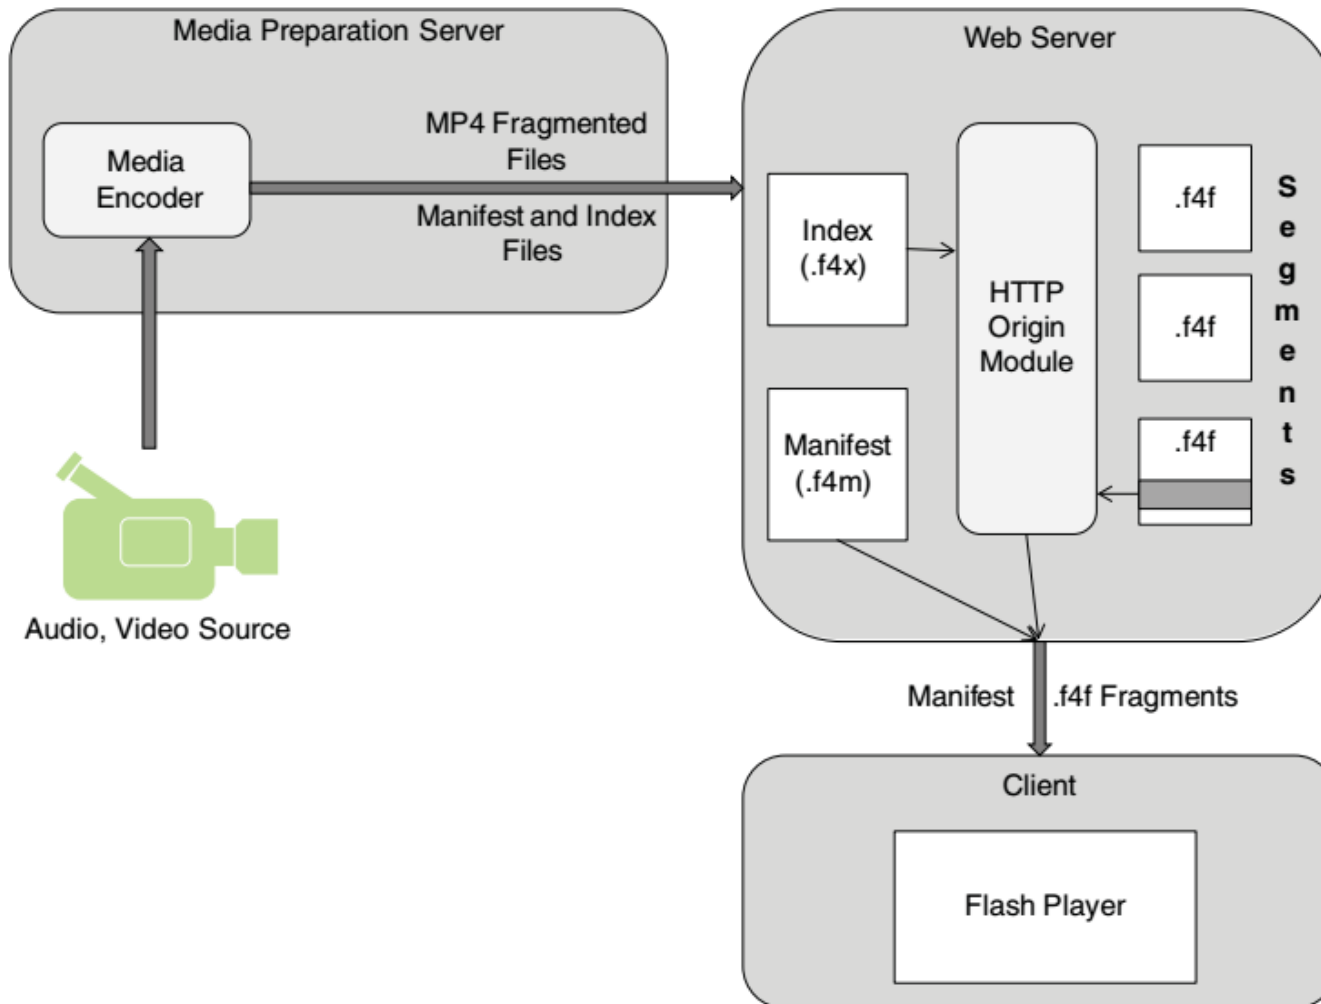 Media Preparation Server
Media
Encoder
MP4 Fragmented
Files
Manifest and Index
Files
Audio, Video Source
Web Server
Index
(.f4x)
Manifest
(.f4m)
HTTP
Origin
Module
.f4f
.f4f
.f4f
Segments
Manifest
.f4f Fragments
Client
Flash Player